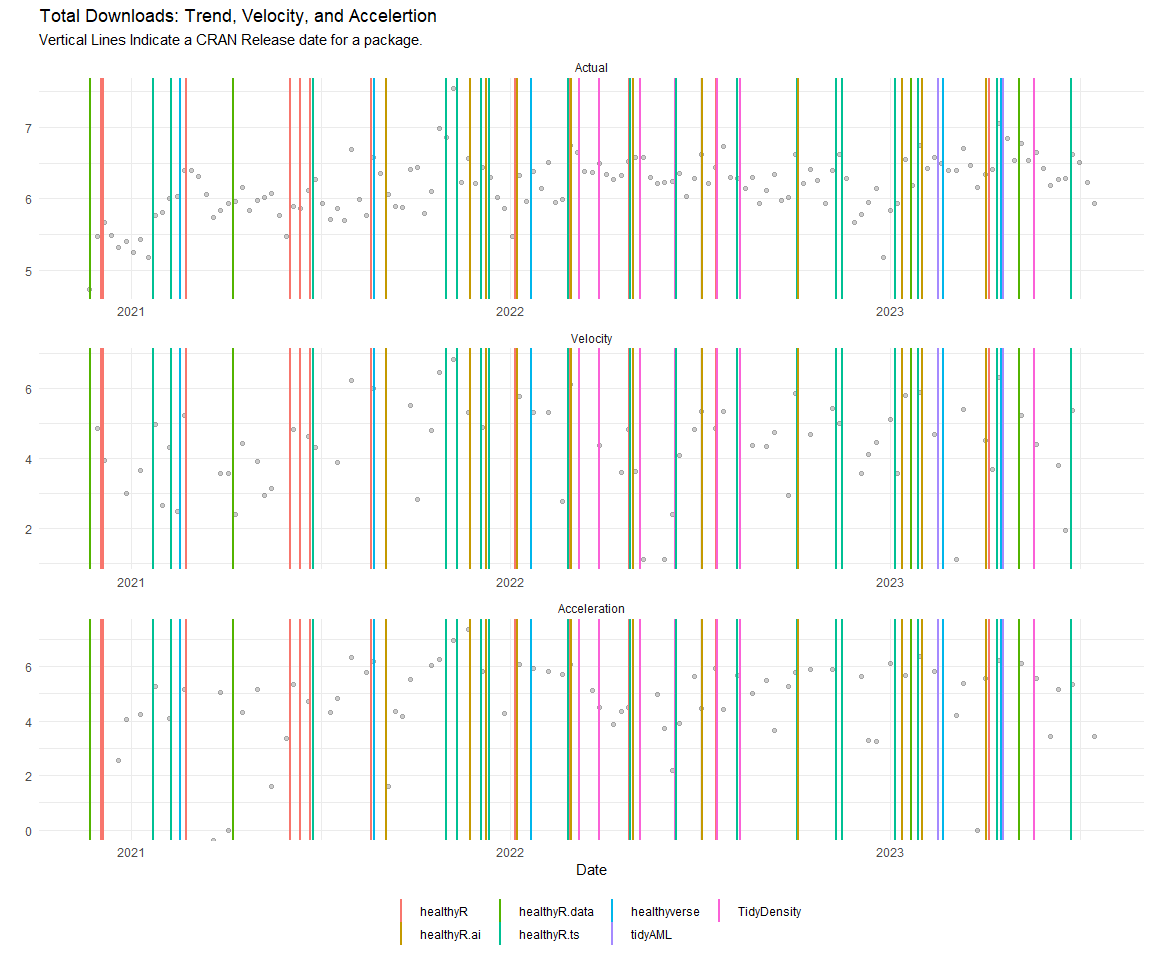 Total Downloads: Trend, Velocity, and Accelertion
Vertical Lines Indicate a CRAN Release date for a package.
Actual
7
6
5
2021 2022 2023
Velocity
6
4
2
2021 2022 2023
Acceleration
6
4
2
0
2021 2022 2023
Date
healthyR healthyR.data healthyverse TidyDensity
healthyR.ai healthyR.ts tidyAML